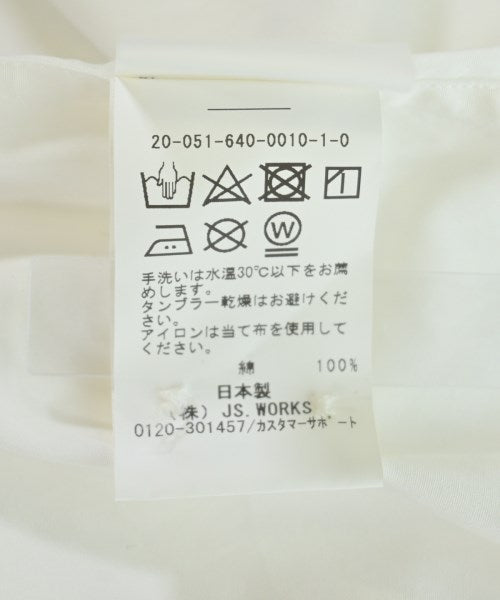 20-051-640-0010-1-0
W
手洗いは水温30℃以下をお薦
めします。
タンブラー乾燥はお避けくだ
さい。
アイロンは当て布を使用して
ください。
綿 100%
日本製
(株) JS.WORKS
0120-301457/カスタマーサポート